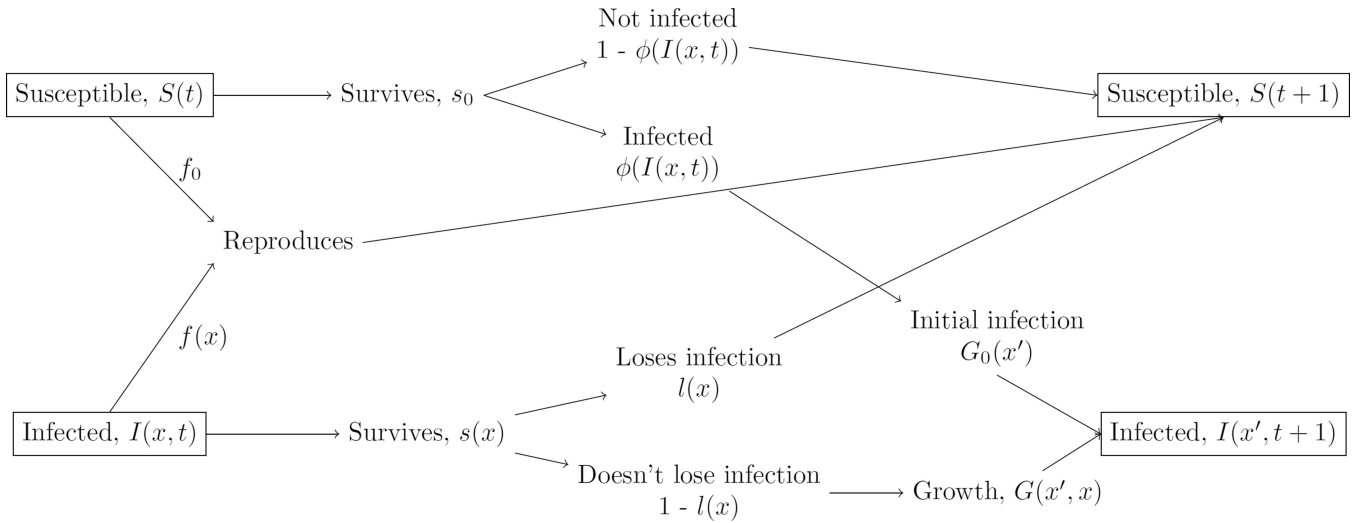 Not infected
1 - ϕ(I(x, t))
Susceptible, S(t)
Survives, s₀
Susceptible, S(t + 1)
Infected
ϕ(I(x, t))
f₀
Reproduces
f(x)
Initial infection
G₀(x′)
Loses infection
l(x)
Infected, I(x, t)
Survives, s(x)
Infected, I(x′, t + 1)
Doesn't lose infection
1 - l(x)
Growth, G(x′, x)